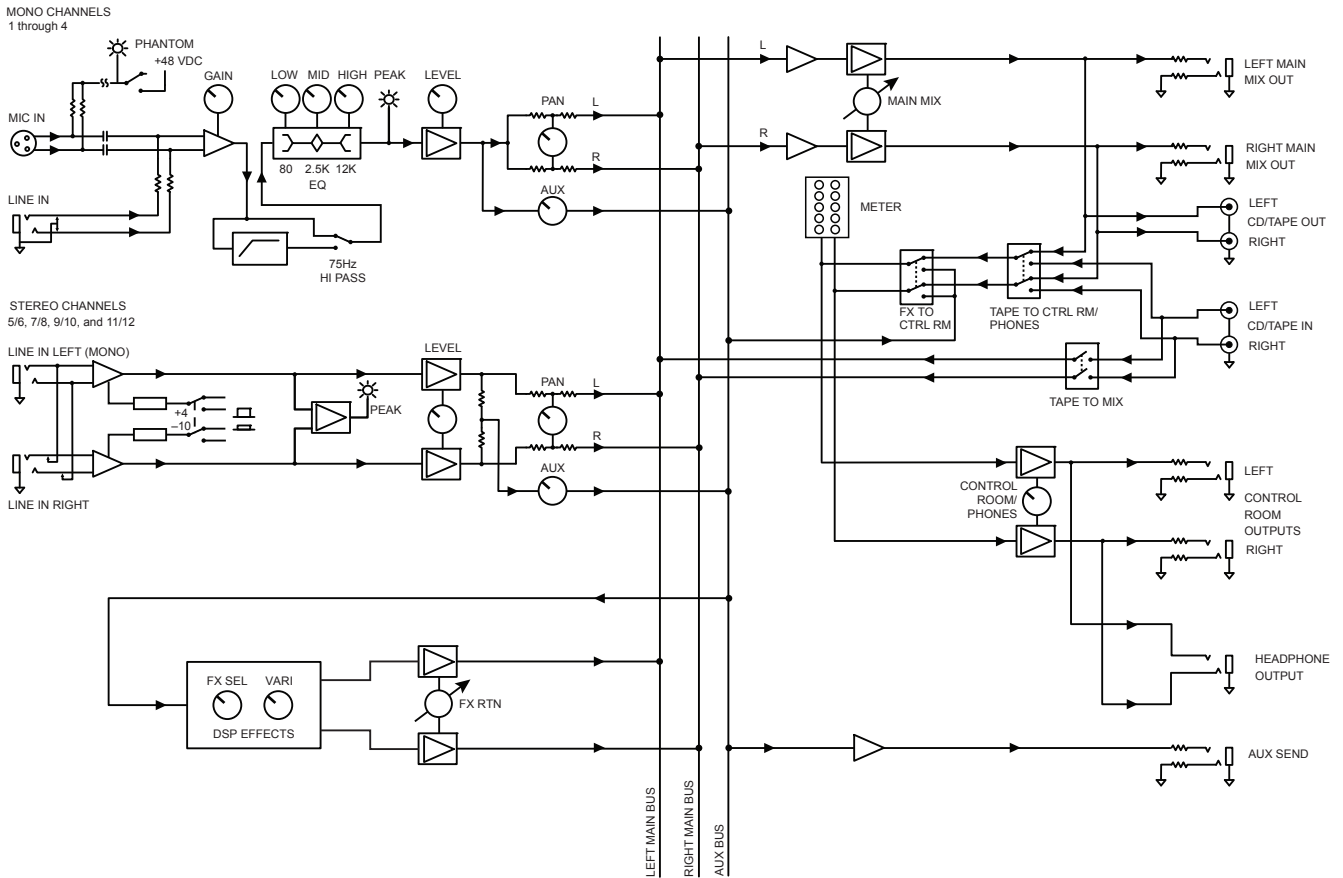 MONO CHANNELS
1 through 4
PHANTOM
+48 VDC
GAIN
LOW
MID
HIGH
PEAK
LEVEL
MIC IN
PAN
L
R
80
2.5K
12K
EQ
AUX
LINE IN
75Hz
HI PASS
STEREO CHANNELS
5/6, 7/8, 9/10, and 11/12
LINE IN LEFT (MONO)
LEVEL
PEAK
+4
–10
PAN
L
R
AUX
LINE IN RIGHT
FX SEL
VARI
DSP EFFECTS
FX RTN
LEFT MAIN BUS
RIGHT MAIN BUS
AUX BUS
L
R
MAIN MIX
METER
FX TO
CTRL RM
TAPE TO CTRL RM/
PHONES
TAPE TO MIX
CONTROL
ROOM/
PHONES
LEFT MAIN
MIX OUT
RIGHT MAIN
MIX OUT
LEFT
CD/TAPE OUT
RIGHT
LEFT
CD/TAPE IN
RIGHT
LEFT
CONTROL
ROOM
OUTPUTS
RIGHT
HEADPHONE
OUTPUT
AUX SEND